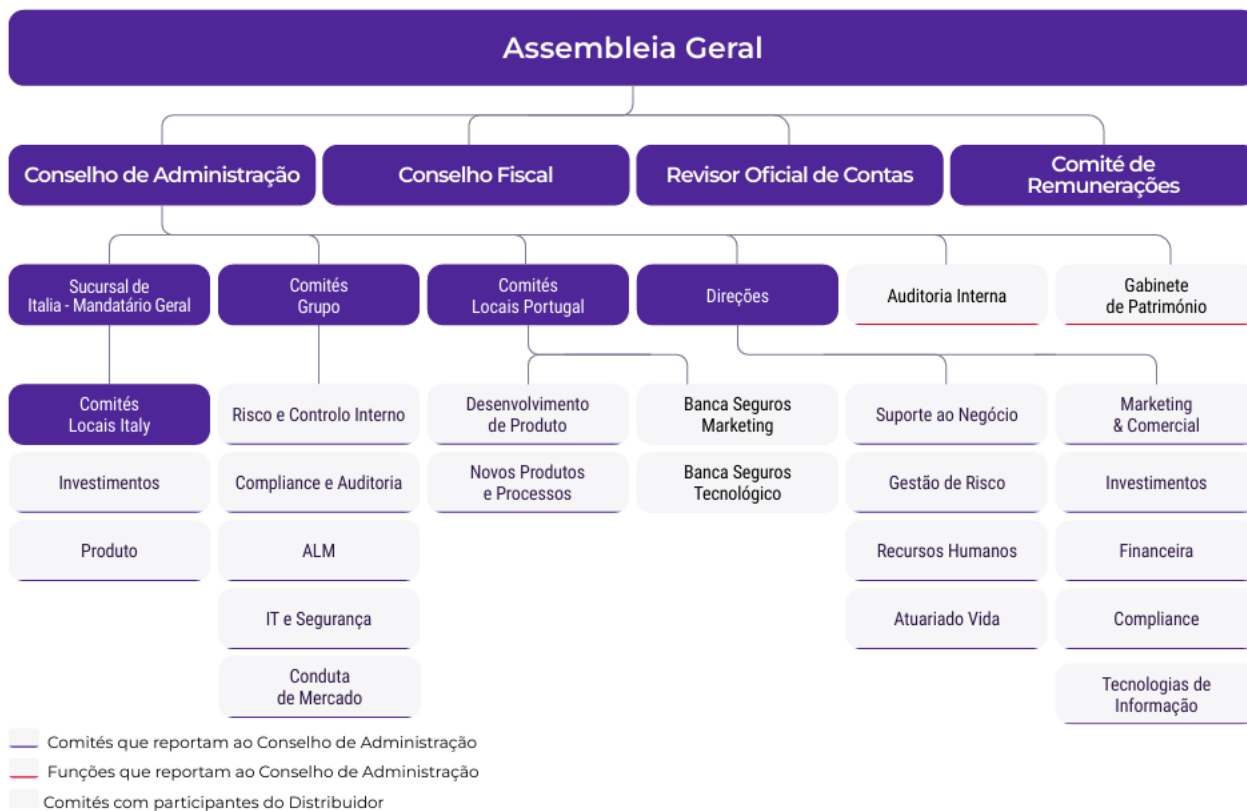 Assembleia Geral
Conselho de Administração
Conselho Fiscal
Revisor Oficial de Contas
Comité de
Remunerações
Sucursal de
Italia - Mandatário Geral
Comités
Grupo
Comités
Locais Portugal
Direções
Auditoria Interna
Gabinete
de Património
Comités
Locais Italy
Risco e Controlo Interno
Desenvolvimento
de Produto
Banca Seguros
Marketing
Suporte ao Negócio
Marketing
& Comercial
Investimentos
Compliance e Auditoria
Novos Produtos
e Processos
Banca Seguros
Tecnológico
Gestão de Risco
Investimentos
Produto
ALM
Recursos Humanos
Financeira
IT e Segurança
Atuariado Vida
Compliance
Conduta
de Mercado
Tecnologias de
Informação
Comités que reportam ao Conselho de Administração
Funções que reportam ao Conselho de Administração
Comités com participantes do Distribuidor